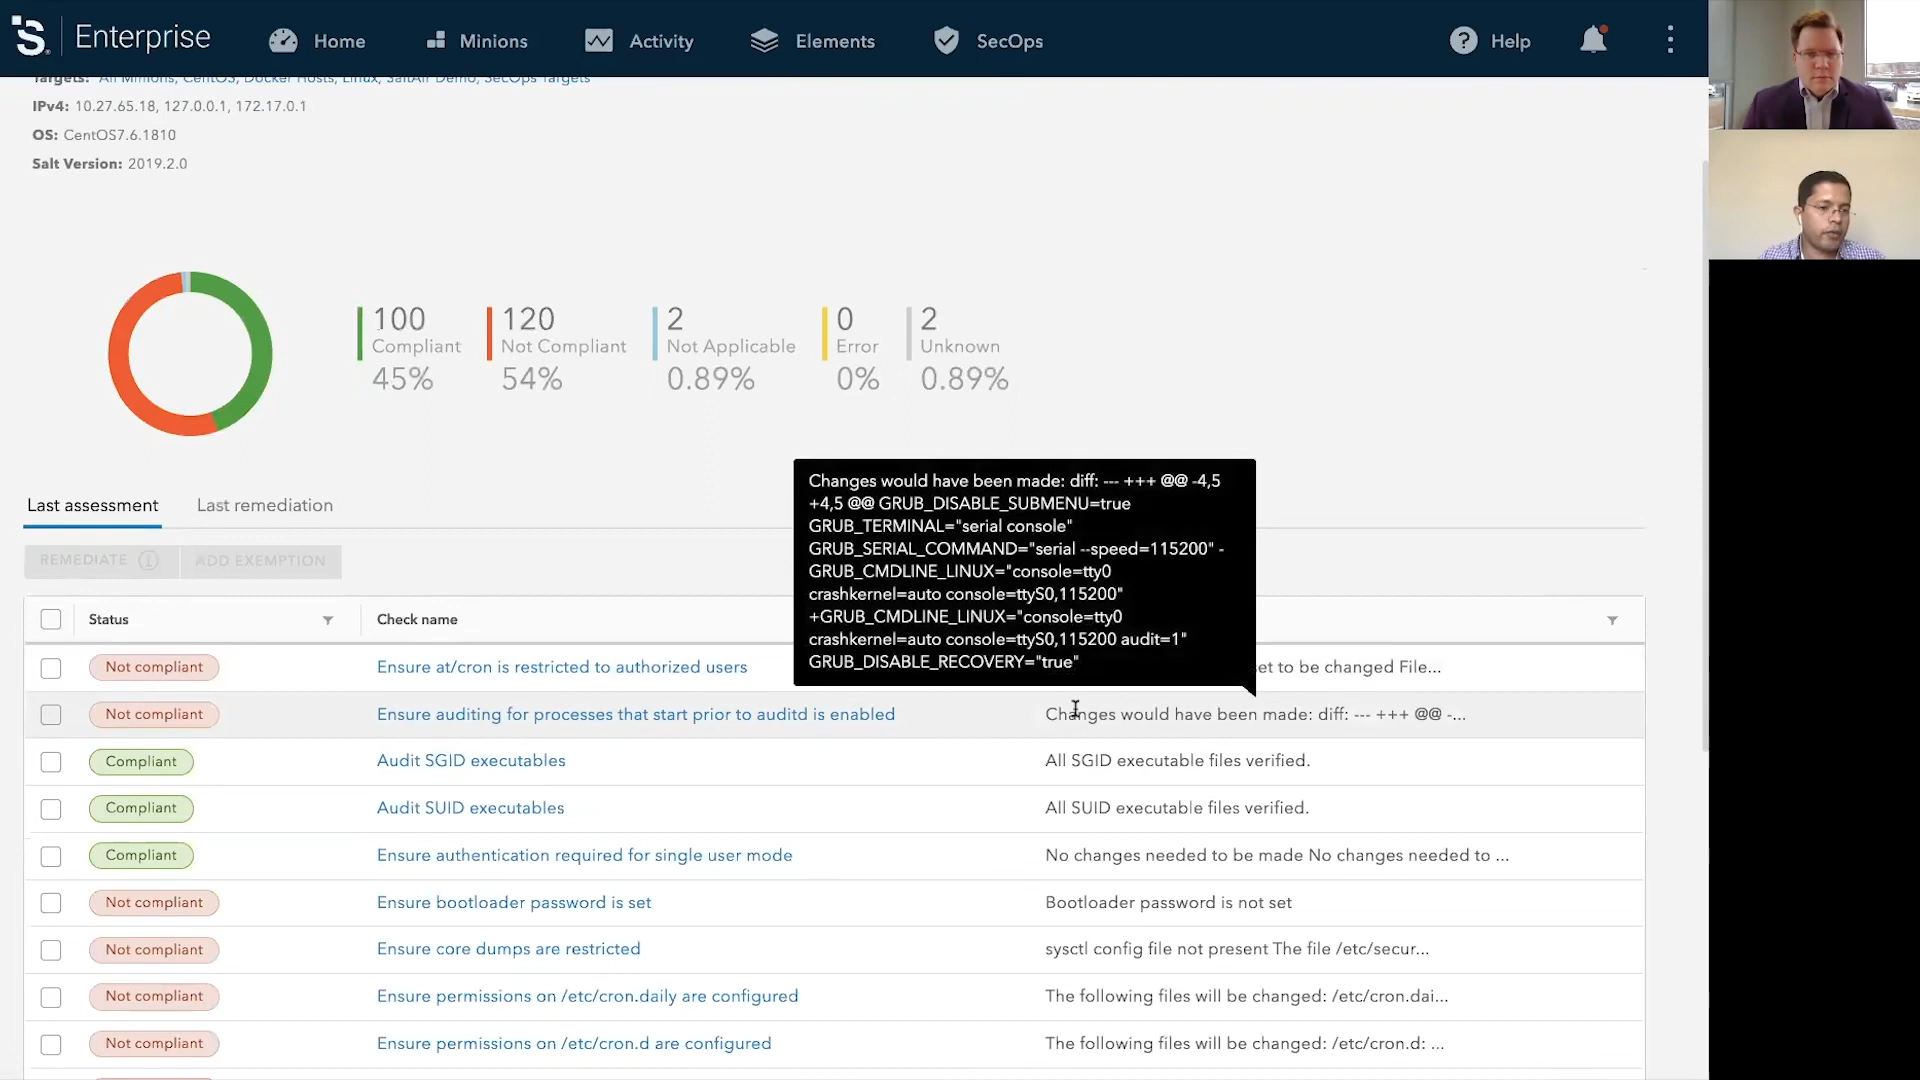 S Enterprise Home Minions Activity Elements SecOps Help
Targets: All Minions, CentOS, Docker Hosts, Linux, SaltAir Demo, SecOps Targets
IPv4: 10.27.65.18, 127.0.0.1, 172.17.0.1
OS: CentOS7.6.1810
Salt Version: 2019.2.0
100 120 2 0 2
Compliant Not Compliant Not Applicable Error Unknown
45% 54% 0.89% 0% 0.89%
Last assessment Last remediation
REMEDIATE ADD EXEMPTION
Changes would have been made: diff: --- +++ @@ -4,5
+4,5 @@ GRUB_DISABLE_SUBMENU=true
GRUB_TERMINAL="serial console"
GRUB_SERIAL_COMMAND="serial --speed=115200" -
GRUB_CMDLINE_LINUX="console=tty0
crashkernel=auto console=ttyS0,115200"
+GRUB_CMDLINE_LINUX="console=tty0
crashkernel=auto console=ttyS0,115200 audit=1"
GRUB_DISABLE_RECOVERY="true"
Status Check name
Not compliant Ensure at/cron is restricted to authorized users et to be changed File...
Not compliant Ensure auditing for processes that start prior to auditd is enabled Changes would have been made: diff: --- +++ @@ -...
Compliant Audit SGID executables All SGID executable files verified.
Compliant Audit SUID executables All SUID executable files verified.
Compliant Ensure authentication required for single user mode No changes needed to be made No changes needed to ...
Not compliant Ensure bootloader password is set Bootloader password is not set
Not compliant Ensure core dumps are restricted sysctl config file not present The file /etc/secur...
Not compliant Ensure permissions on /etc/cron.daily are configured The following files will be changed: /etc/cron.dai...
Not compliant Ensure permissions on /etc/cron.d are configured The following files will be changed: /etc/cron.d: ...